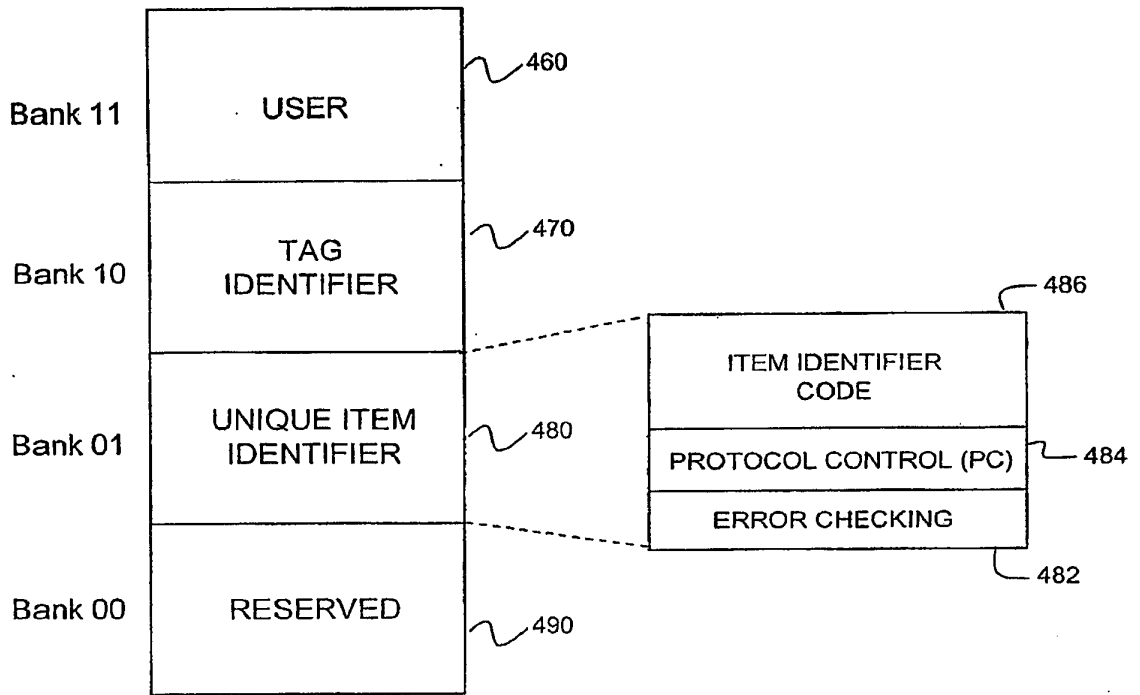 460
Bank 11
USER
470
Bank 10
TAG
IDENTIFIER
486
ITEM IDENTIFIER
CODE
Bank 01
UNIQUE ITEM
IDENTIFIER
480
PROTOCOL CONTROL (PC)
484
ERROR CHECKING
482
Bank 00
RESERVED
490